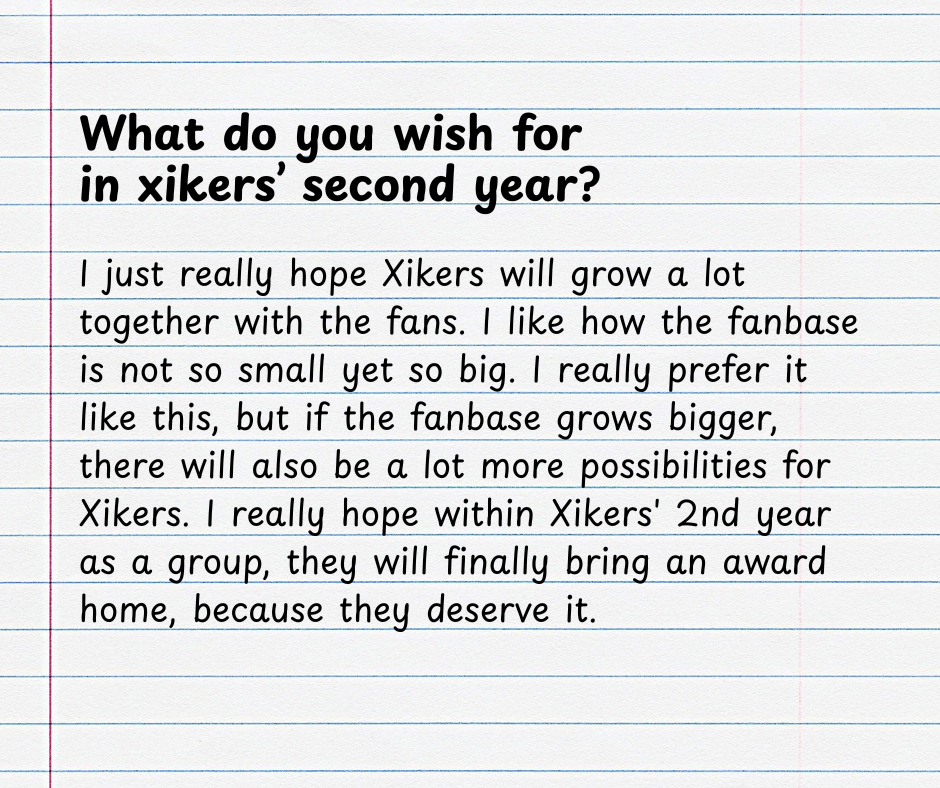 What do you wish for
in xikers’ second year?
I just really hope Xikers will grow a lot
together with the fans. I like how the fanbase
is not so small yet so big. I really prefer it
like this, but if the fanbase grows bigger,
there will also be a lot more possibilities for
Xikers. I really hope within Xikers' 2nd year
as a group, they will finally bring an award
home, because they deserve it.